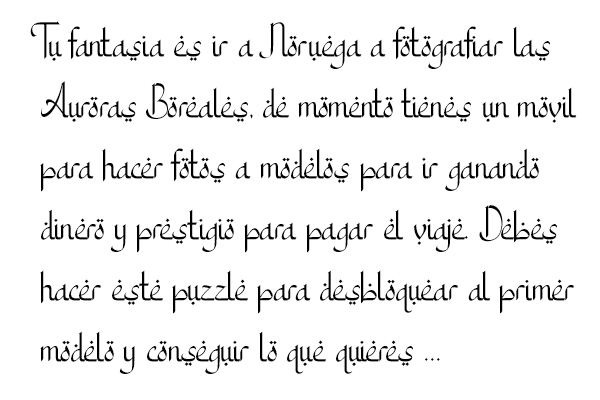 Tu fantasia es ir a Noruega a fotografiar las
Auroras Boreales, de momento tienes un movil
para hacer fotos a modelos para ir ganando
dinero y prestigio para pagar el viaje. Debes
hacer este puzzle para desbloquear al primer
modelo y conseguir lo que quieres ...